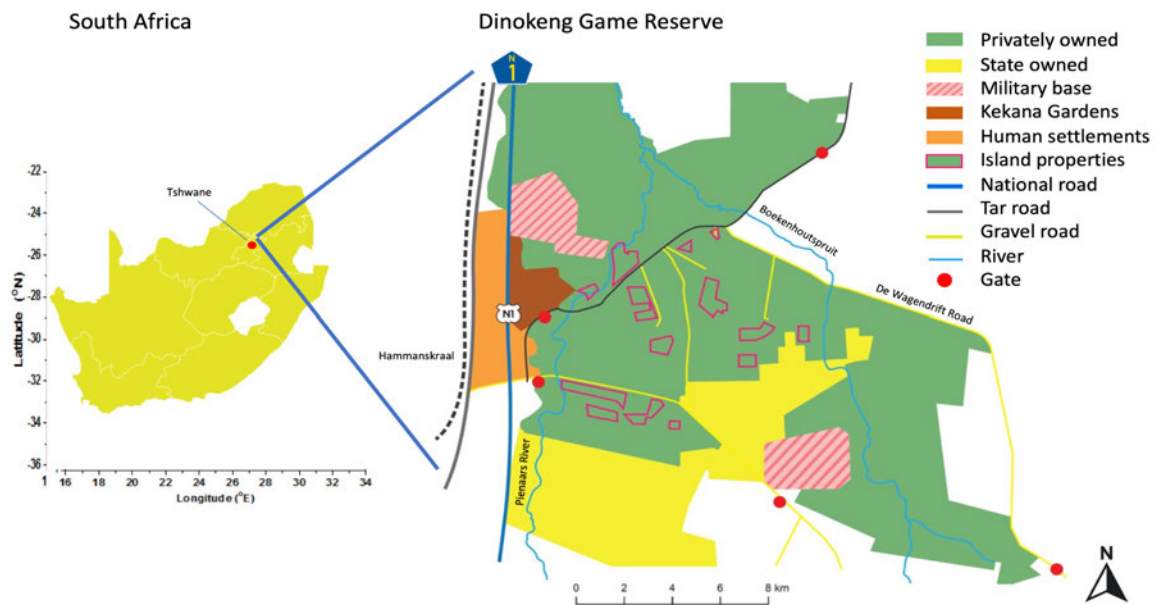 South Africa
Dinokeng Game Reserve
Privately owned
State owned
Military base
Kekana Gardens
Human settlements
Island properties
National road
Tar road
Gravel road
River
Gate
N
1
N1
Tshwane
Hammanskraal
Boekenhoutspruit
De Wagendrift Road
Pienaars River
Latitude (°N)
-22
-24
-26
-28
-30
-32
-34
-36
1
16 18 20 22 24 26 28 30 32 34
Longitude (°E)
0 2 4 8 km
N